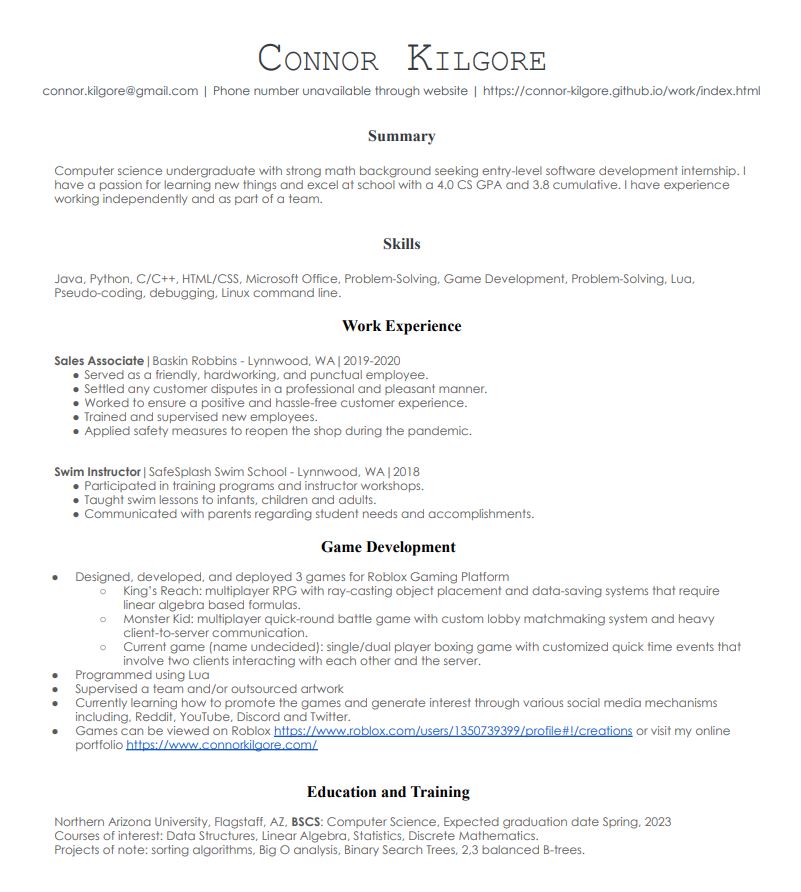 Connor Kilgore
connor.kilgore@gmail.com | Phone number unavailable through website | https://connor-kilgore.github.io/work/index.html
Summary
Computer science undergraduate with strong math background seeking entry-level software development internship. I
have a passion for learning new things and excel at school with a 4.0 CS GPA and 3.8 cumulative. I have experience
working independently and as part of a team.
Skills
Java, Python, C/C++, HTML/CSS, Microsoft Office, Problem-Solving, Game Development, Problem-Solving, Lua,
Pseudo-coding, debugging, Linux command line.
Work Experience
Sales Associate|Baskin Robbins - Lynnwood, WA|2019-2020
● Served as a friendly, hardworking, and punctual employee.
● Settled any customer disputes in a professional and pleasant manner.
● Worked to ensure a positive and hassle-free customer experience.
● Trained and supervised new employees.
● Applied safety measures to reopen the shop during the pandemic.
Swim Instructor|SafeSplash Swim School - Lynnwood, WA|2018
● Participated in training programs and instructor workshops.
● Taught swim lessons to infants, children and adults.
● Communicated with parents regarding student needs and accomplishments.
Game Development
● Designed, developed, and deployed 3 games for Roblox Gaming Platform
○ King's Reach: multiplayer RPG with ray-casting object placement and data-saving systems that require
linear algebra based formulas.
○ Monster Kid: multiplayer quick-round battle game with custom lobby matchmaking system and heavy
client-to-server communication.
○ Current game (name undecided): single/dual player boxing game with customized quick time events that
involve two clients interacting with each other and the server.
● Programmed using Lua
● Supervised a team and/or outsourced artwork
● Currently learning how to promote the games and generate interest through various social media mechanisms
including, Reddit, YouTube, Discord and Twitter.
● Games can be viewed on Roblox https://www.roblox.com/users/1350739399/profile#!/creations or visit my online
portfolio https://www.connorkilgore.com/
Education and Training
Northern Arizona University, Flagstaff, AZ, BSCS: Computer Science, Expected graduation date Spring, 2023
Courses of interest: Data Structures, Linear Algebra, Statistics, Discrete Mathematics.
Projects of note: sorting algorithms, Big O analysis, Binary Search Trees, 2,3 balanced B-trees.